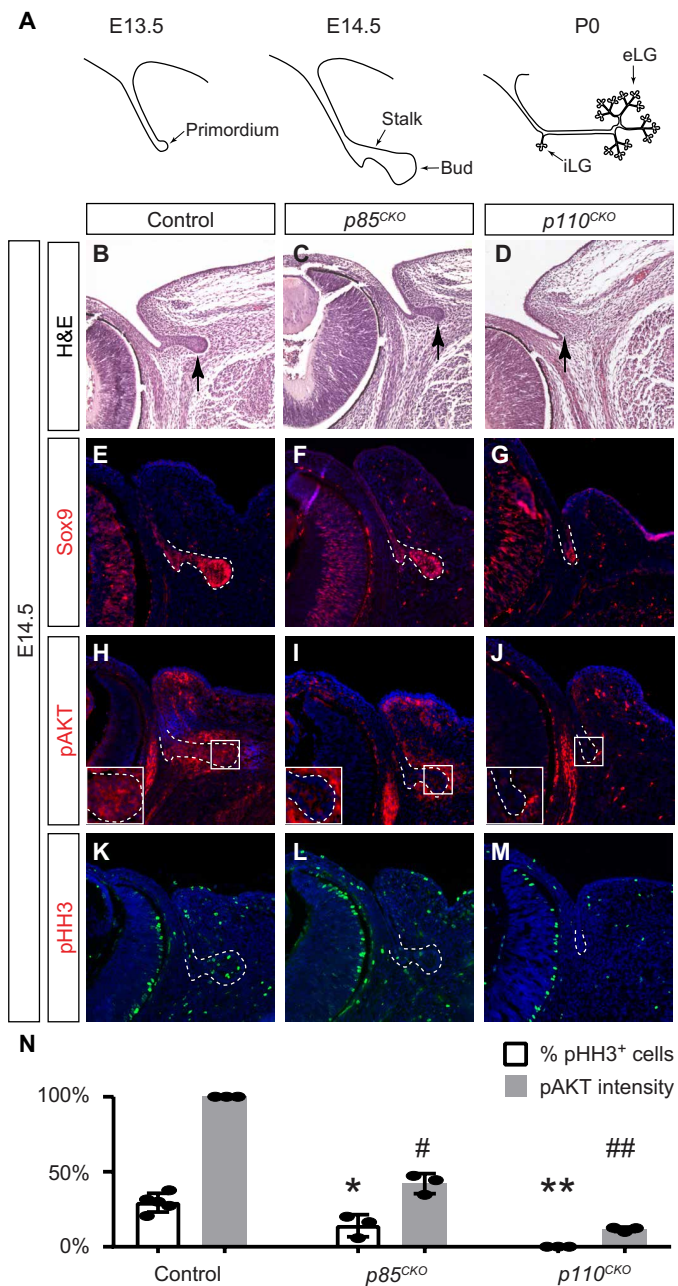 A
E13.5
E14.5
P0
eLG
Primordium
Stalk
Bud
iLG
Control
p85CKO
p110CKO
E14.5
H&E
B
C
D
Sox9
E
F
G
pAKT
H
I
J
pHH3
K
L
M
N
% pHH3+ cells
pAKT intensity
100%
50%
0%
*
#
**
##
Control
p85CKO
p110CKO